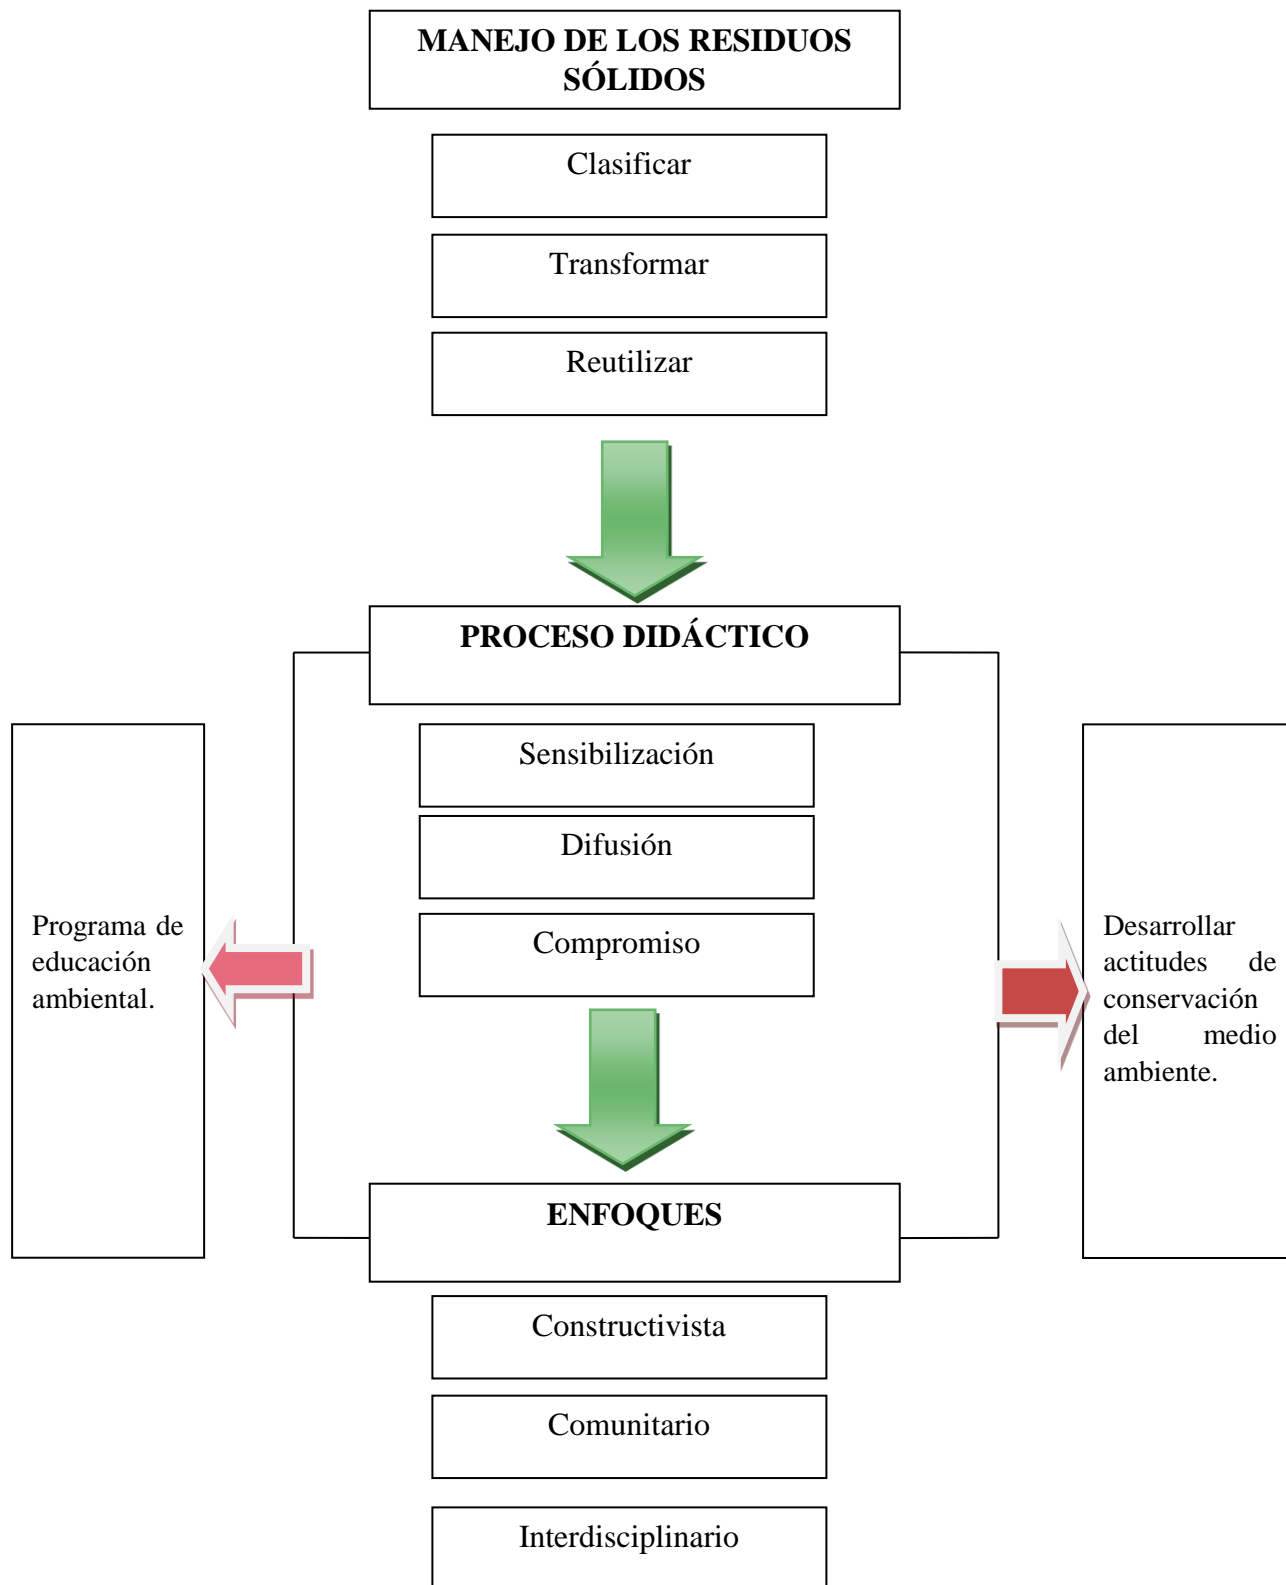 MANEJO DE LOS RESIDUOS
SÓLIDOS
Clasificar
Transformar
Reutilizar
PROCESO DIDÁCTICO
Sensibilización
Difusión
Compromiso
Programa de
educación
ambiental.
Desarrollar
actitudes de
conservación
del medio
ambiente.
ENFOQUES
Constructivista
Comunitario
Interdisciplinario